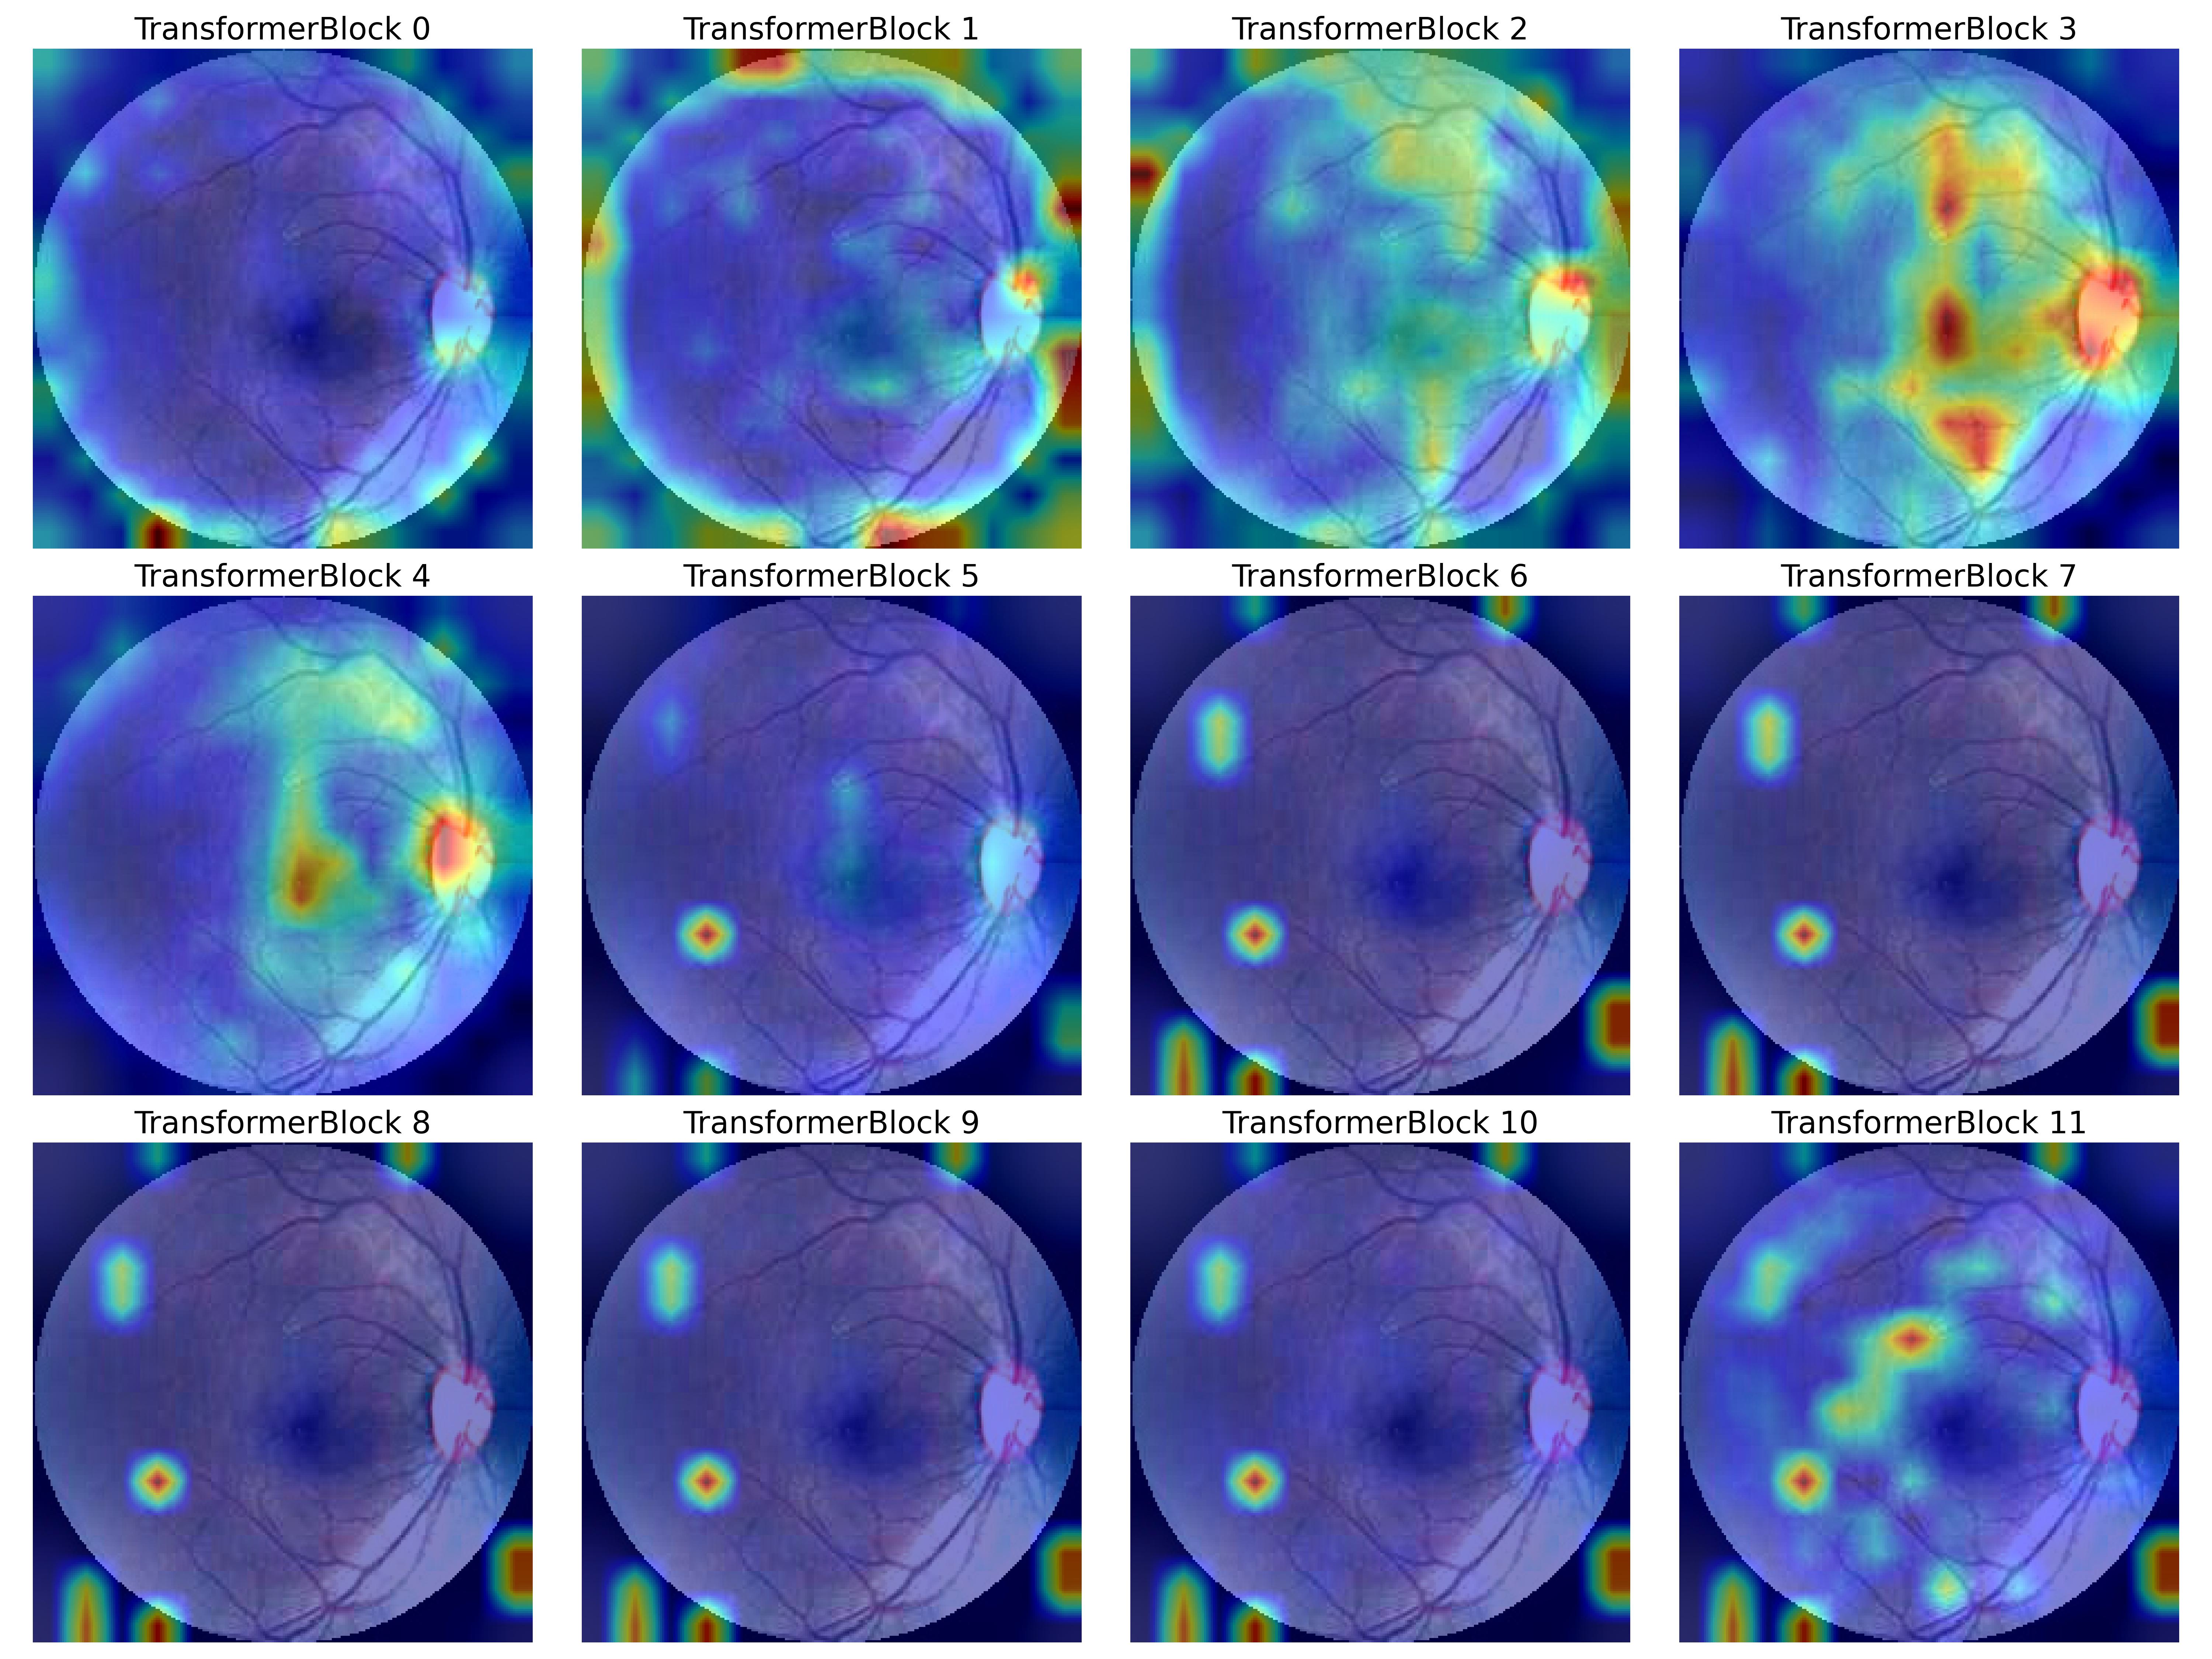 TransformerBlock 0
TransformerBlock 1
TransformerBlock 2
TransformerBlock 3
TransformerBlock 4
TransformerBlock 5
TransformerBlock 6
TransformerBlock 7
TransformerBlock 8
TransformerBlock 9
TransformerBlock 10
TransformerBlock 11